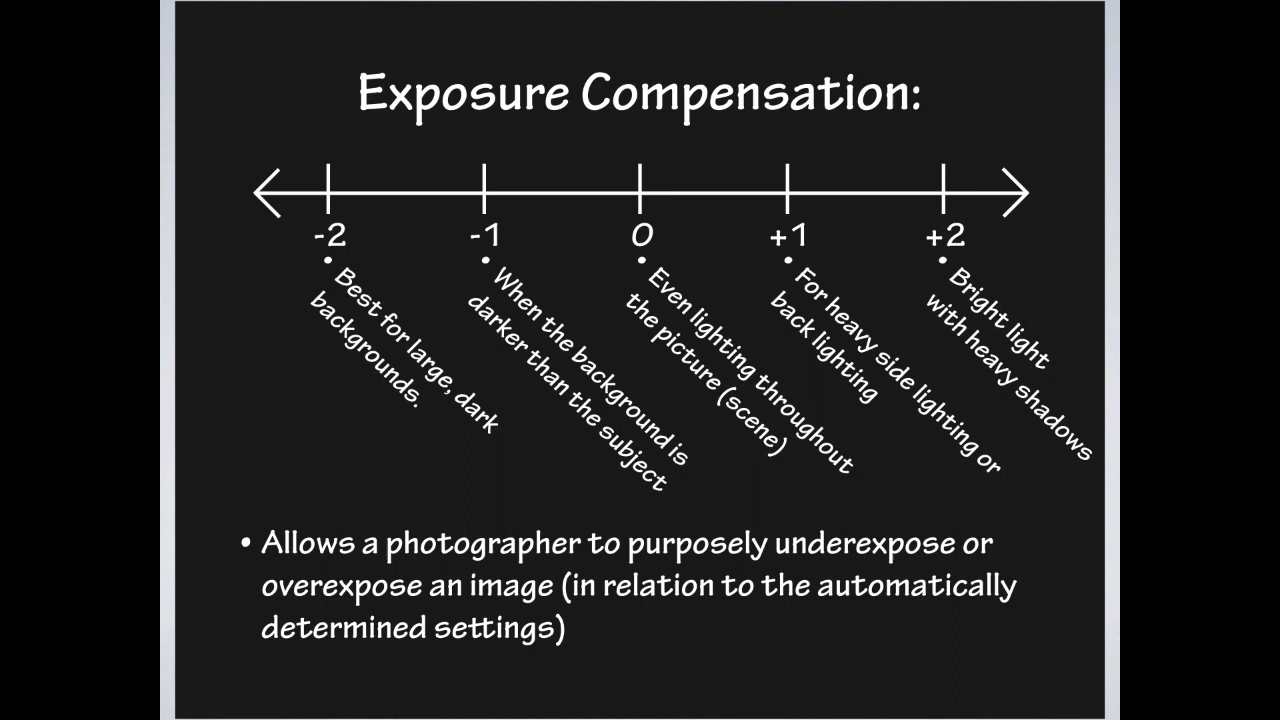 Exposure Compensation:
-2
-1
0
+1
+2
• Best for large, dark
backgrounds.
• When the background is
darker than the subject
• Even lighting throughout
the picture (scene)
• For heavy side lighting or
back lighting
• Bright light
with heavy shadows
• Allows a photographer to purposely underexpose or
overexpose an image (in relation to the automatically
determined settings)